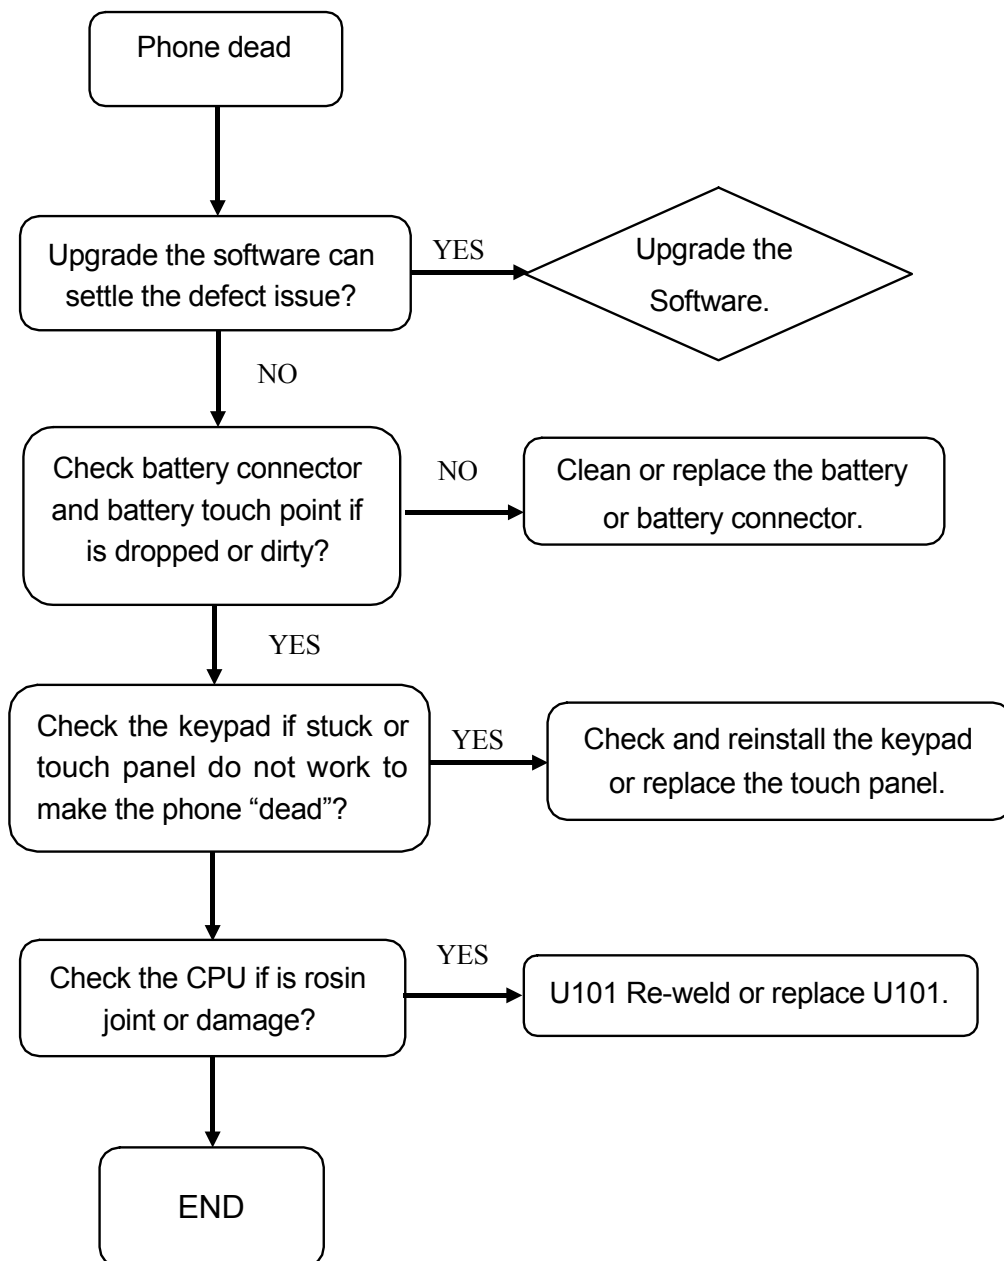 Phone dead
Upgrade the software can
settle the defect issue?
YES
Upgrade the
Software.
NO
Check battery connector
and battery touch point if
is dropped or dirty?
NO
Clean or replace the battery
or battery connector.
YES
Check the keypad if stuck or
touch panel do not work to
make the phone “dead”?
YES
Check and reinstall the keypad
or replace the touch panel.
Check the CPU if is rosin
joint or damage?
YES
U101 Re-weld or replace U101.
END